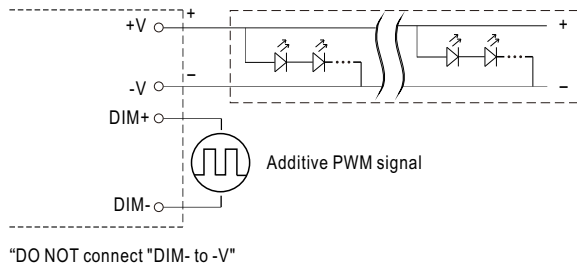 +V
+
+
-V
–
–
DIM+
Additive PWM signal
DIM-
“DO NOT connect "DIM- to -V"